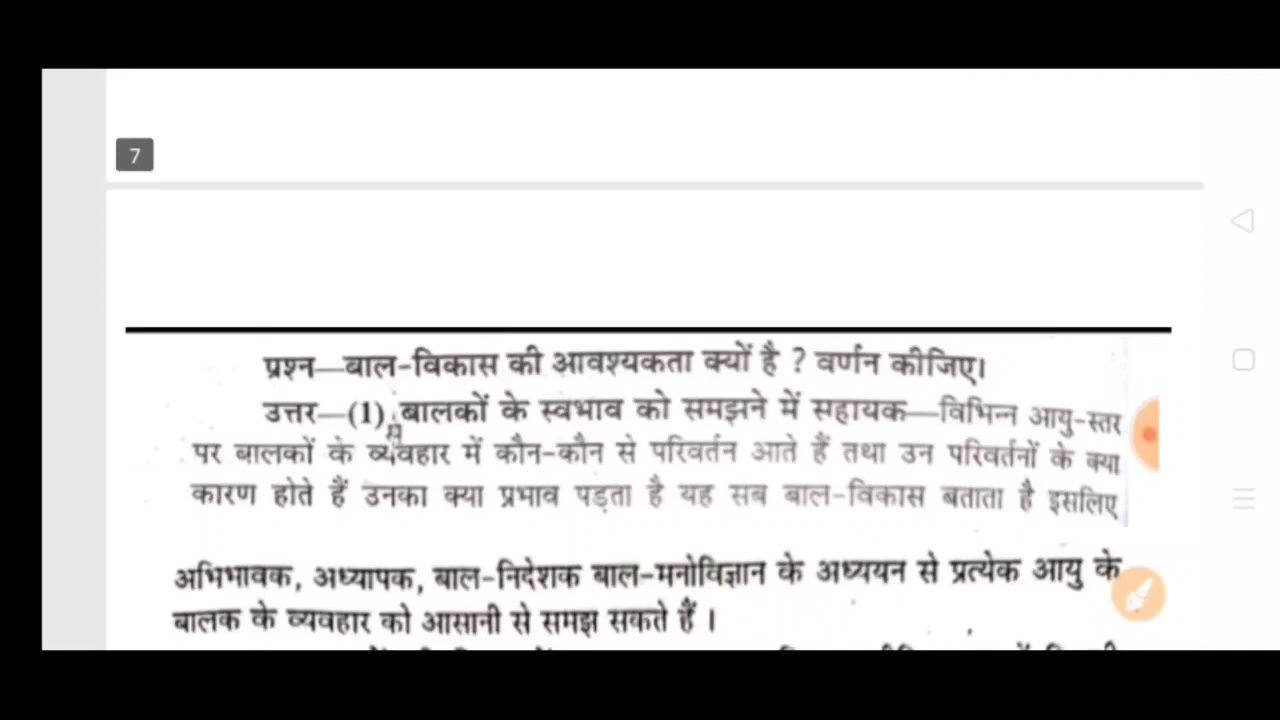 7
प्रश्न—बाल-विकास की आवश्यकता क्यों है ? वर्णन कीजिए।
उत्तर—(1) बालकों के स्वभाव को समझने में सहायक—विभिन्न आयु-स्तर
पर बालकों के व्यवहार में कौन-कौन से परिवर्तन आते हैं तथा उन परिवर्तनों के क्या
कारण होते हैं उनका क्या प्रभाव पड़ता है यह सब बाल-विकास बताता है इसलिए
अभिभावक, अध्यापक, बाल-निदेशक बाल-मनोविज्ञान के अध्ययन से प्रत्येक आयु के
बालक के व्यवहार को आसानी से समझ सकते हैं ।